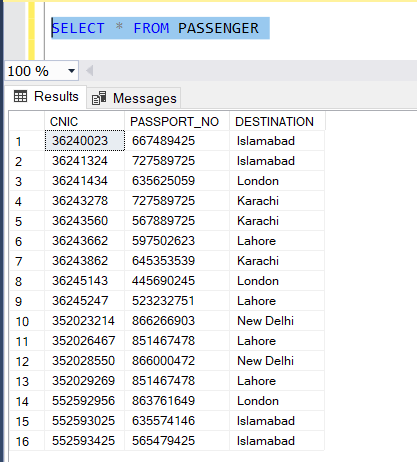 SELECT * FROM PASSENGER
100 %
Results Messages
CNIC PASSPORT_NO DESTINATION
1 36240023 667489425 Islamabad
2 36241324 727589725 Islamabad
3 36241434 635625059 London
4 36243278 727589725 Karachi
5 36243560 567889725 Karachi
6 36243662 597502623 Lahore
7 36243862 645353539 Karachi
8 36245143 445690245 London
9 36245247 523232751 Lahore
10 352023214 866266903 New Delhi
11 352026467 851467478 Lahore
12 352028550 866000472 New Delhi
13 352029269 851467478 Lahore
14 552592956 863761649 London
15 552593025 635574146 Islamabad
16 552593425 565479425 Islamabad